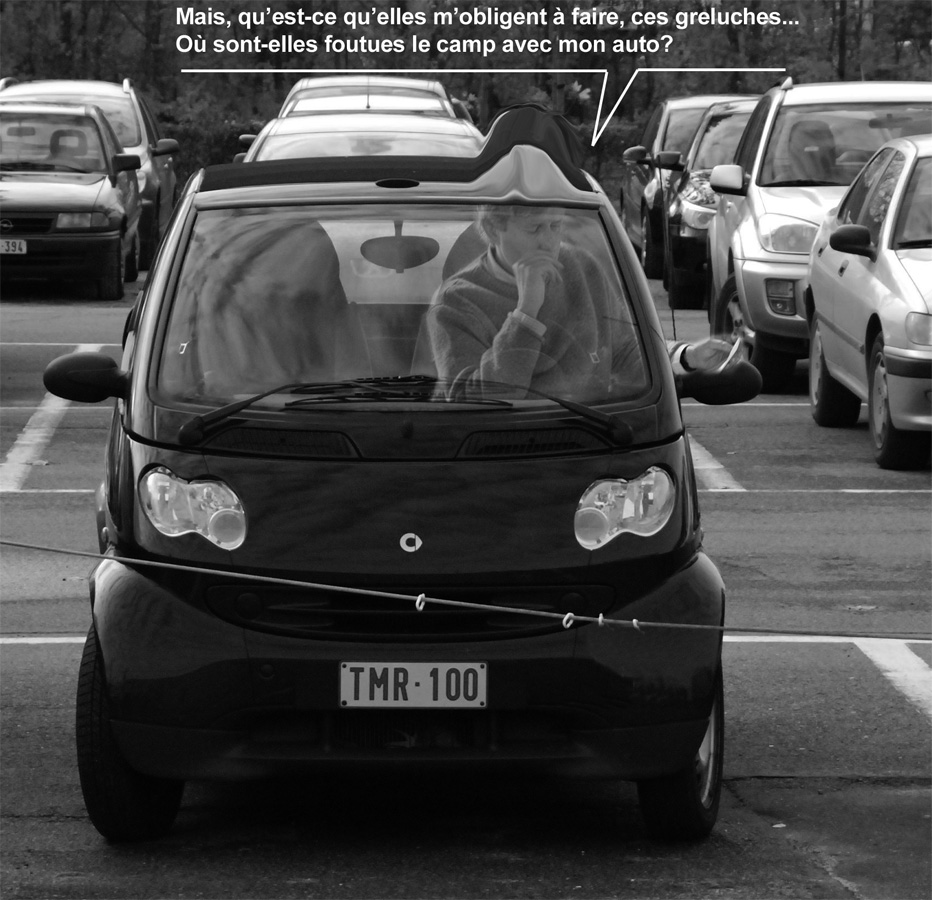 Mais, qu’est-ce qu’elles m’obligent à faire, ces greluches...
Où sont-elles foutues le camp avec mon auto?
394
TMR·100